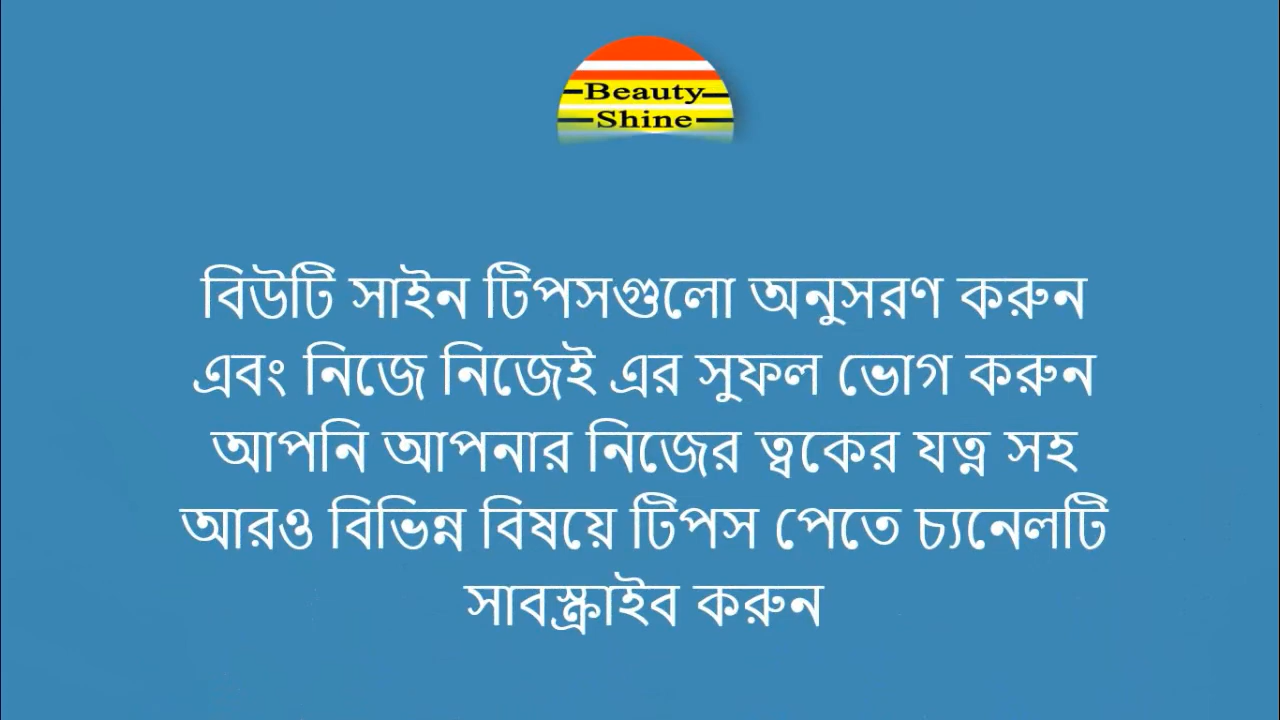 Beauty
Shine
বিউটি সাইন টিপসগুলো অনুসরণ করুন
এবং নিজে নিজেই এর সুফল ভোগ করুন
আপনি আপনার নিজের ত্বকের যত্ন সহ
আরও বিভিন্ন বিষয়ে টিপস পেতে চ্যনেলটি
সাবস্ক্রাইব করুন